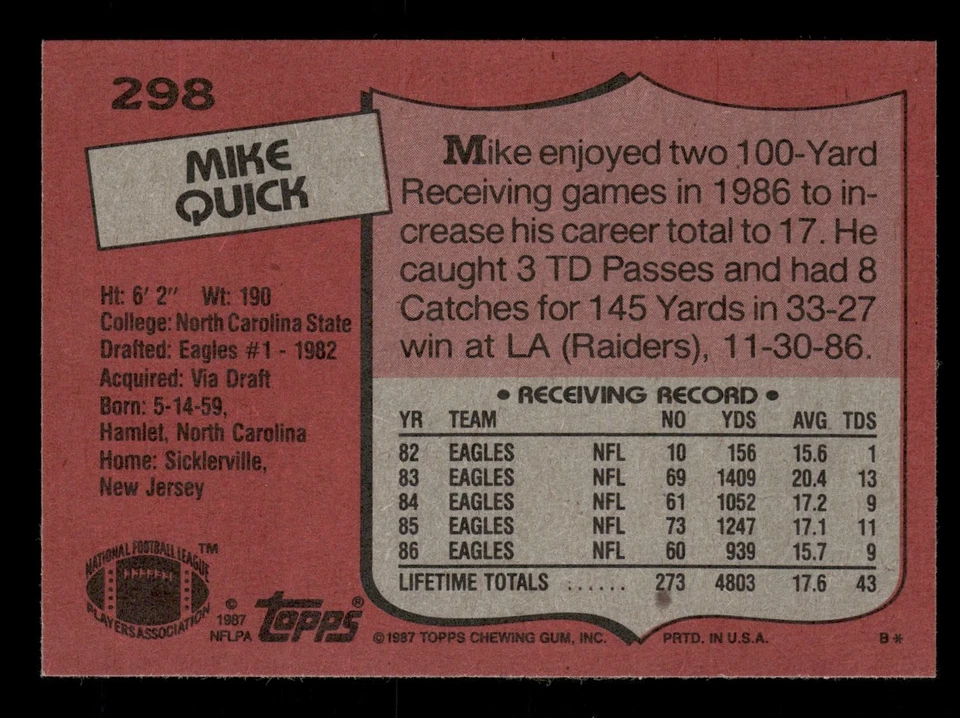 298
MIKE
QUICK
Ht: 6' 2" Wt: 190
College: North Carolina State
Drafted: Eagles #1 - 1982
Acquired: Via Draft
Born: 5-14-59,
Hamlet, North Carolina
Home: Sicklerville,
New Jersey
NATIONAL FOOTBALL LEAGUE ™
PLAYERS ASSOCIATION
© 1987
NFLPA
topps®
Mike enjoyed two 100-Yard
Receiving games in 1986 to in-
crease his career total to 17. He
caught 3 TD Passes and had 8
Catches for 145 Yards in 33-27
win at LA (Raiders), 11-30-86.
• RECEIVING RECORD •
YR TEAM NO YDS AVG. TDS
82 EAGLES NFL 10 156 15.6 1
83 EAGLES NFL 69 1409 20.4 13
84 EAGLES NFL 61 1052 17.2 9
85 EAGLES NFL 73 1247 17.1 11
86 EAGLES NFL 60 939 15.7 9
LIFETIME TOTALS ...... 273 4803 17.6 43
© 1987 TOPPS CHEWING GUM, INC. PRTD. IN U.S.A. B*